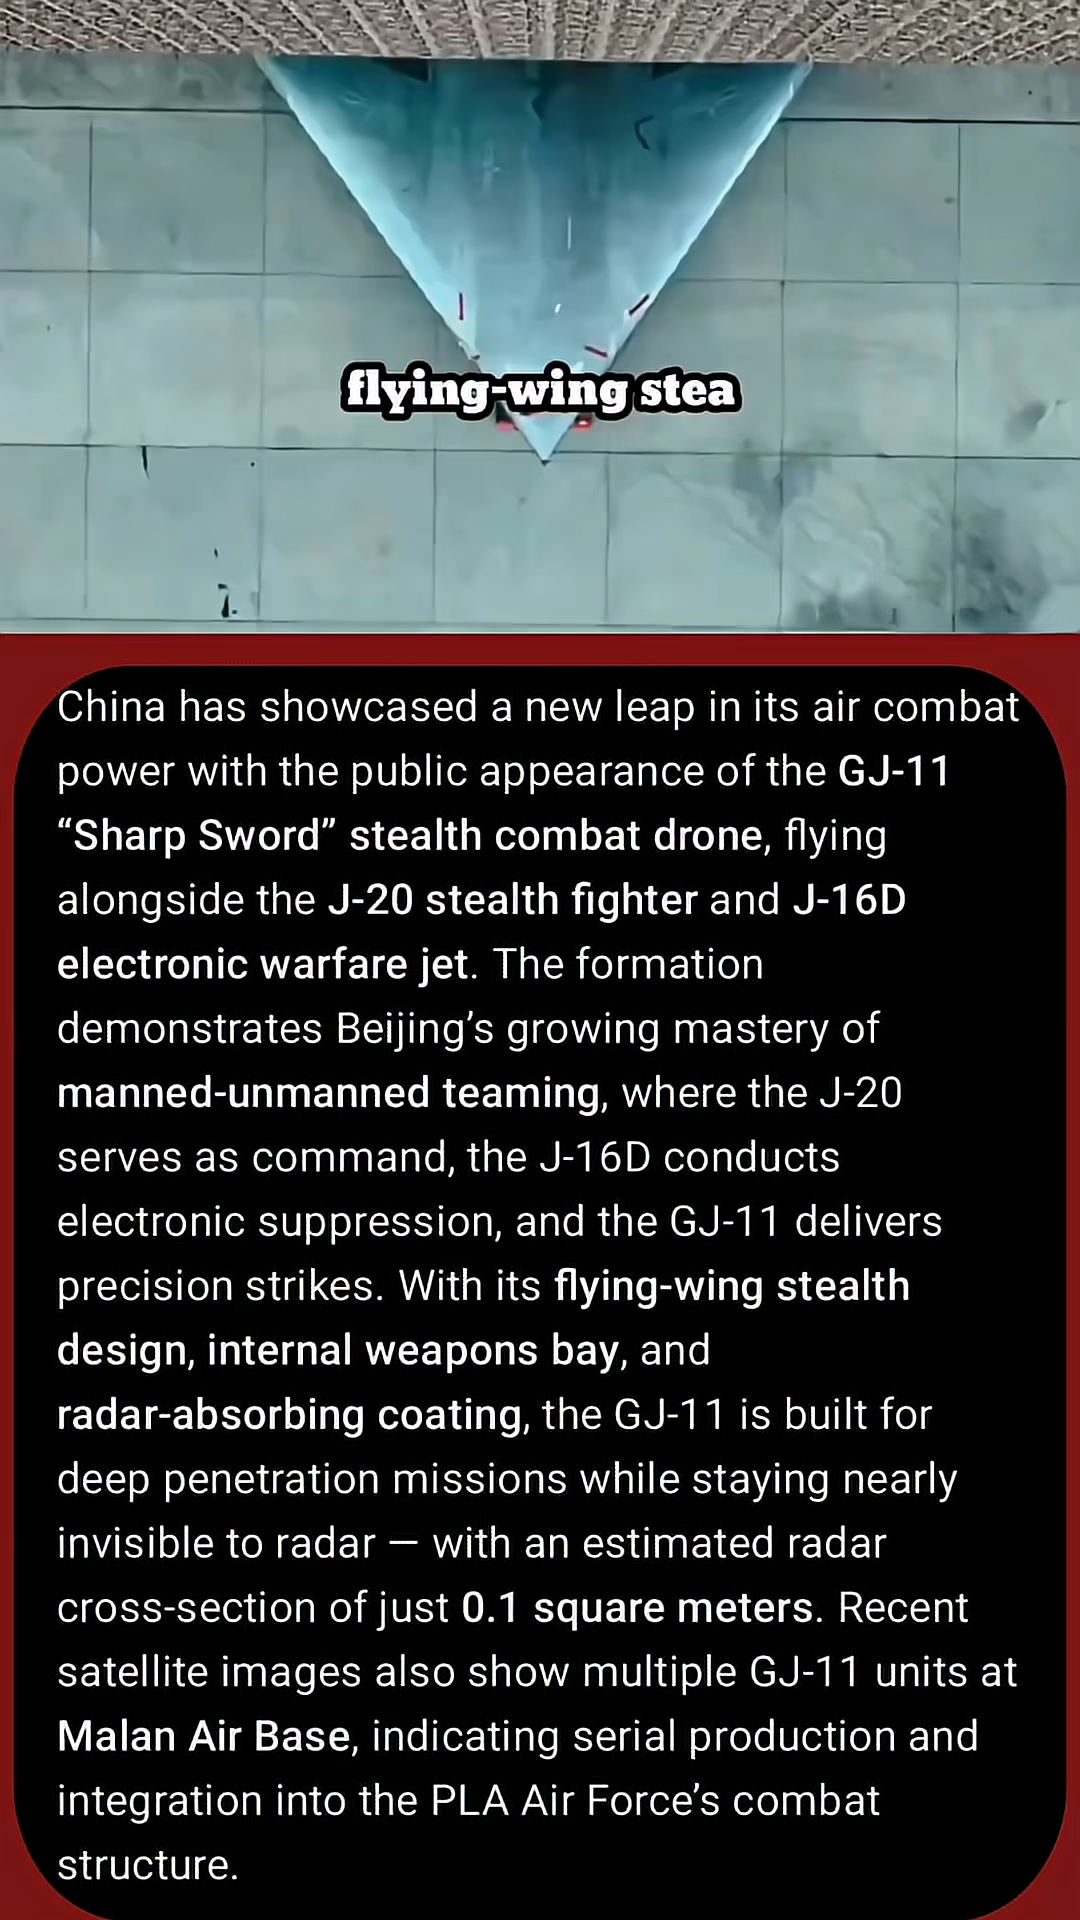 flying-wing stea
China has showcased a new leap in its air combat
power with the public appearance of the GJ-11
“Sharp Sword” stealth combat drone, flying
alongside the J-20 stealth fighter and J-16D
electronic warfare jet. The formation
demonstrates Beijing’s growing mastery of
manned-unmanned teaming, where the J-20
serves as command, the J-16D conducts
electronic suppression, and the GJ-11 delivers
precision strikes. With its flying-wing stealth
design, internal weapons bay, and
radar-absorbing coating, the GJ-11 is built for
deep penetration missions while staying nearly
invisible to radar — with an estimated radar
cross-section of just 0.1 square meters. Recent
satellite images also show multiple GJ-11 units at
Malan Air Base, indicating serial production and
integration into the PLA Air Force’s combat
structure.